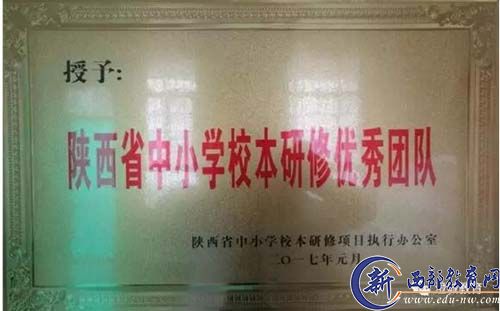 授予：
陕西省中小学校本研修优秀团队
陕西省中小学校本研修项目执行办公室
二〇一七年元月
新 西部教育网
www.edu-nw.com